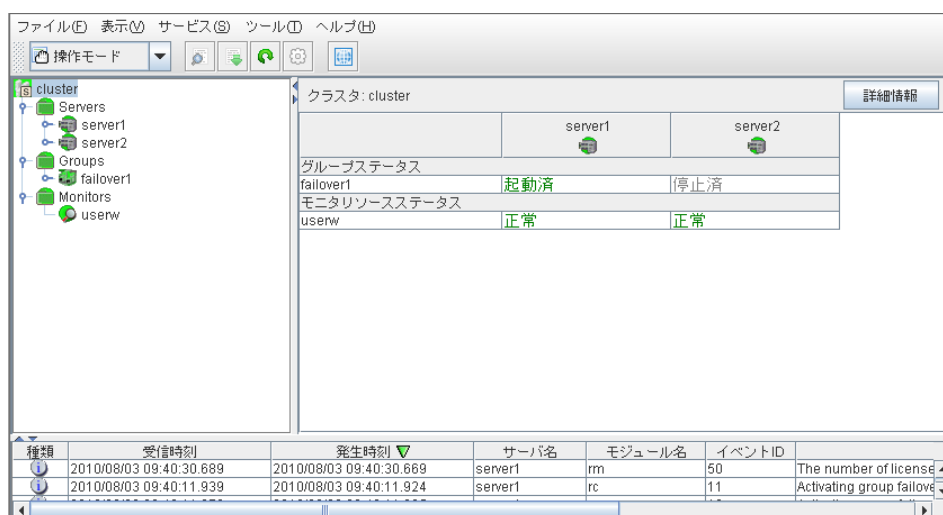 ファイル(F) 表示(V) サービス(S) ツール(T) ヘルプ(H)
操作モード
cluster
Servers
server1
server2
Groups
failover1
Monitors
userw
クラスタ: cluster
詳細情報
server1 server2
グループステータス
failover1 起動済 停止済
モニタリソースステータス
userw 正常 正常
種類 受信時刻 発生時刻 サーバ名 モジュール名 イベントID
2010/08/03 09:40:30.689 2010/08/03 09:40:30.669 server1 rm 50 The number of license
2010/08/03 09:40:11.939 2010/08/03 09:40:11.924 server1 rc 11 Activating group failove